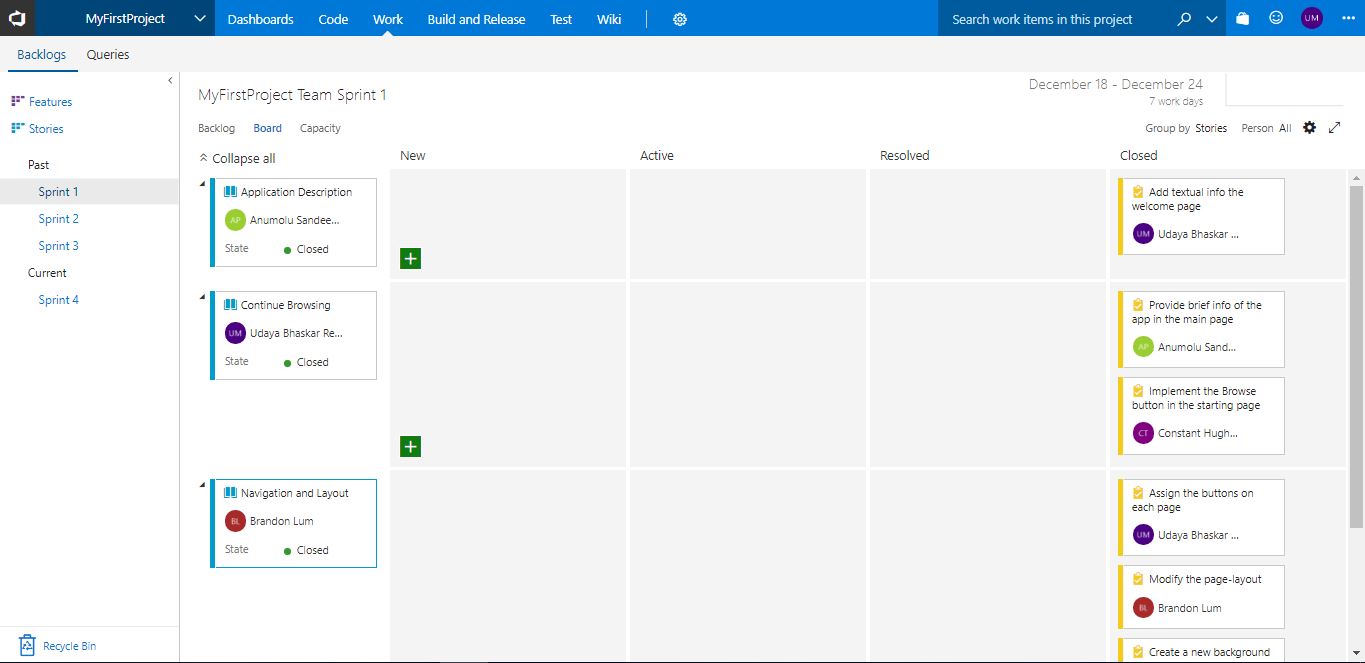 MyFirstProject
Dashboards Code Work Build and Release Test Wiki
Search work items in this project
UM
Backlogs Queries
Features
Stories
Past
Sprint 1
Sprint 2
Sprint 3
Current
Sprint 4
Recycle Bin
MyFirstProject Team Sprint 1
December 18 - December 24
7 work days
Backlog Board Capacity
Group by Stories Person All
Collapse all
New Active Resolved Closed
Application Description
AP Anumolu Sandee...
State Closed
Add textual info the
welcome page
UM Udaya Bhaskar ...
Continue Browsing
UM Udaya Bhaskar Re...
State Closed
Provide brief info of the
app in the main page
AP Anumolu Sand...
Implement the Browse
button in the starting page
CT Constant Hugh...
Navigation and Layout
BL Brandon Lum
State Closed
Assign the buttons on
each page
UM Udaya Bhaskar ...
Modify the page-layout
BL Brandon Lum
Create a new background